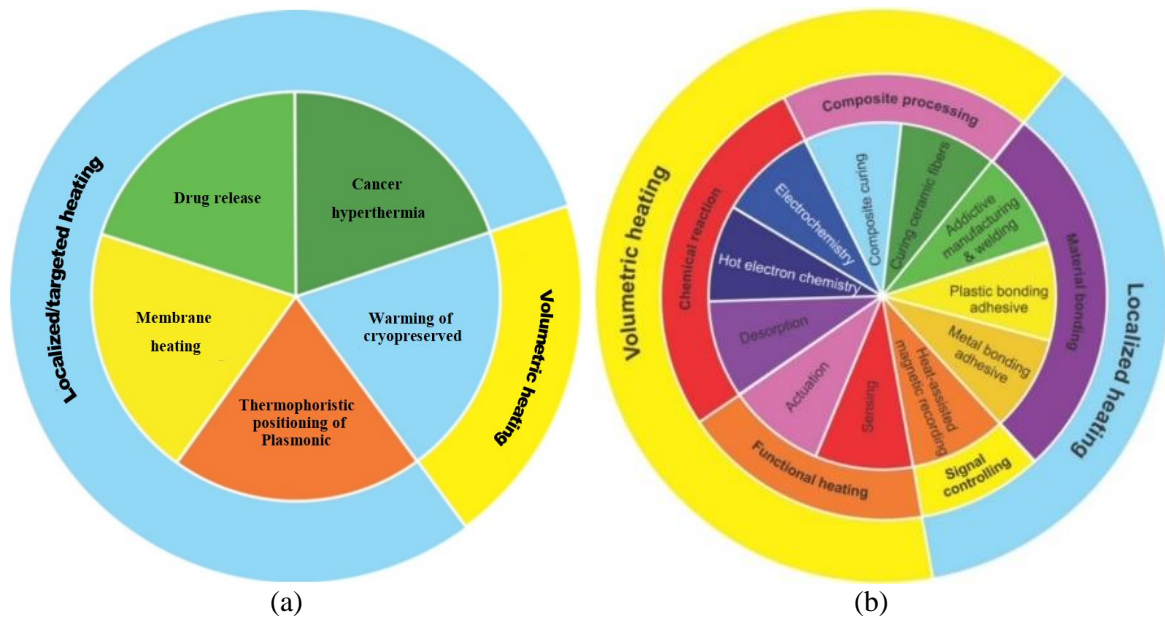 Localized/targeted heating
Drug release
Cancer
hyperthermia
Membrane
heating
Warming of
cryopreserved
Thermophoristic
positioning of
Plasmonic
Volumetric heating
(a)
Volumetric heating
Chemical reaction
Composite processing
Electrochemistry
Composite curing
Curing ceramic fibers
Addictive
manufacturing
& welding
Hot electron chemistry
Plastic bonding
adhesive
Desorption
Metal bonding
adhesive
Actuation
Sensing
Heat-assisted
magnetic recording
Material bonding
Functional heating
Signal
controlling
Localized heating
(b)